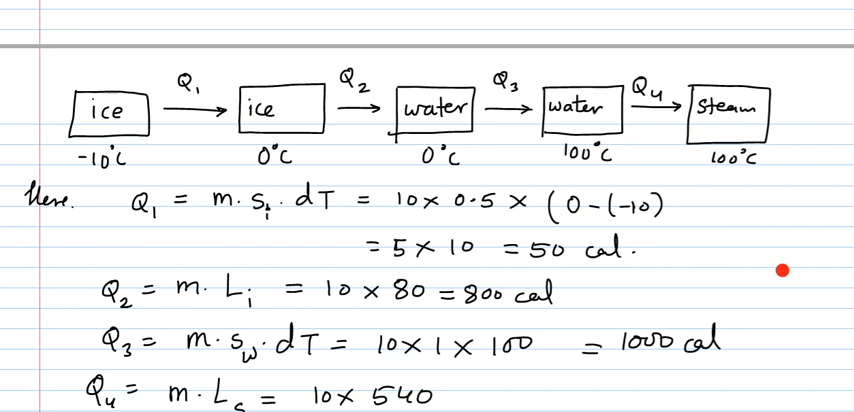 Q₁ Q₂ Q₃ Q₄
ice ice water water steam
-10°C 0°C 0°C 100°C 100°C
Here. Q₁ = m. Sᵢ. dT = 10 × 0.5 × (0-(-10)
= 5 × 10 = 50 cal.
Q₂ = m. Lᵢ = 10 × 80 = 800 cal
Q₃ = m. S_w. dT = 10 × 1 × 100 = 1000 cal
Q₄ = m. Lₛ = 10 × 540